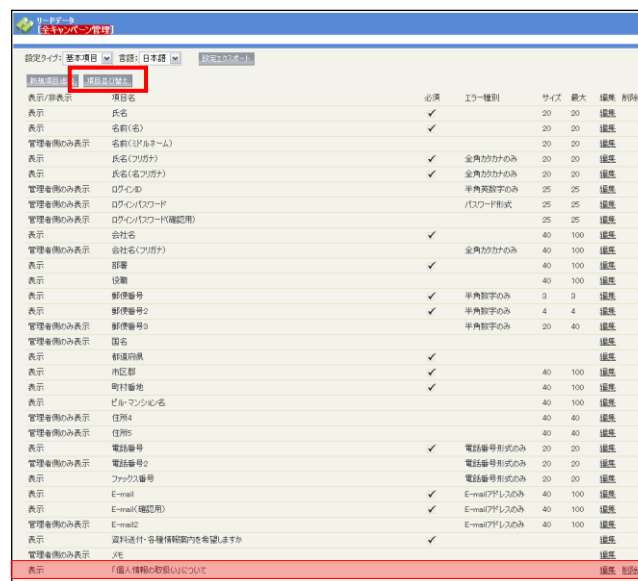 リードデータ
[全キャンペーン管理]
設定タイプ: 基本項目 言語: 日本語 設定エクスポート
新規項目追加 項目並び替え
表示/非表示 項目名 必須 エラー種別 サイズ 最大 編集 削除
表示 氏名 ✓ 20 20 編集
表示 名前(名) ✓ 20 20 編集
管理者側のみ表示 名前(ミドルネーム) 20 20 編集
表示 氏名(フリガナ) ✓ 全角カタカナのみ 20 20 編集
表示 氏名(名フリガナ) ✓ 全角カタカナのみ 20 20 編集
管理者側のみ表示 ログインID 半角英数字のみ 25 25 編集
管理者側のみ表示 ログインパスワード パスワード形式 25 25 編集
管理者側のみ表示 ログインパスワード(確認用) 25 25 編集
表示 会社名 ✓ 40 100 編集
管理者側のみ表示 会社名(フリガナ) 全角カタカナのみ 40 100 編集
表示 部署 ✓ 40 100 編集
表示 役職 40 100 編集
表示 郵便番号 ✓ 半角数字のみ 3 3 編集
表示 郵便番号2 ✓ 半角数字のみ 4 4 編集
管理者側のみ表示 郵便番号3 半角数字のみ 20 40 編集
管理者側のみ表示 国名 編集
表示 都道府県 ✓ 編集
表示 市区郡 ✓ 40 100 編集
表示 町村番地 ✓ 40 100 編集
表示 ビル・マンション名 40 100 編集
管理者側のみ表示 住所4 40 40 編集
管理者側のみ表示 住所5 40 40 編集
表示 電話番号 ✓ 電話番号形式のみ 20 20 編集
管理者側のみ表示 電話番号2 電話番号形式のみ 20 20 編集
表示 ファックス番号 電話番号形式のみ 20 20 編集
表示 E-mail ✓ E-mailアドレスのみ 40 100 編集
表示 E-mail(確認用) ✓ E-mailアドレスのみ 40 100 編集
管理者側のみ表示 E-mail2 E-mailアドレスのみ 40 100 編集
表示 資料送付・各種情報案内を希望しますか ✓ 編集
管理者側のみ表示 メモ 編集
表示 「個人情報の取扱い」について 編集 削除